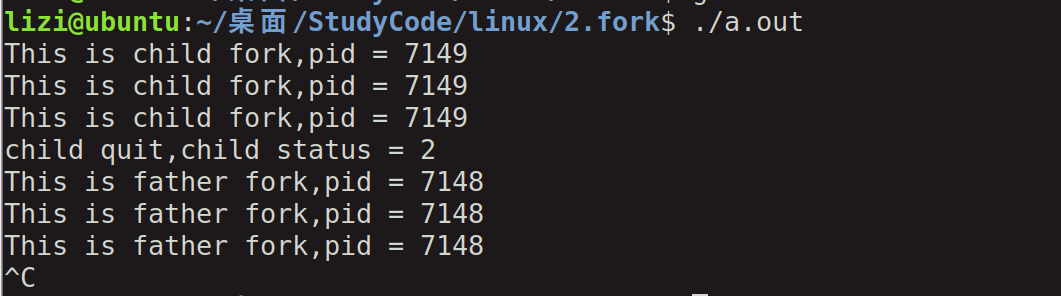 lizi@ubuntu:~/桌面/StudyCode/linux/2.fork$ ./a.out
This is child fork,pid = 7149
This is child fork,pid = 7149
This is child fork,pid = 7149
child quit,child status = 2
This is father fork,pid = 7148
This is father fork,pid = 7148
This is father fork,pid = 7148
^C